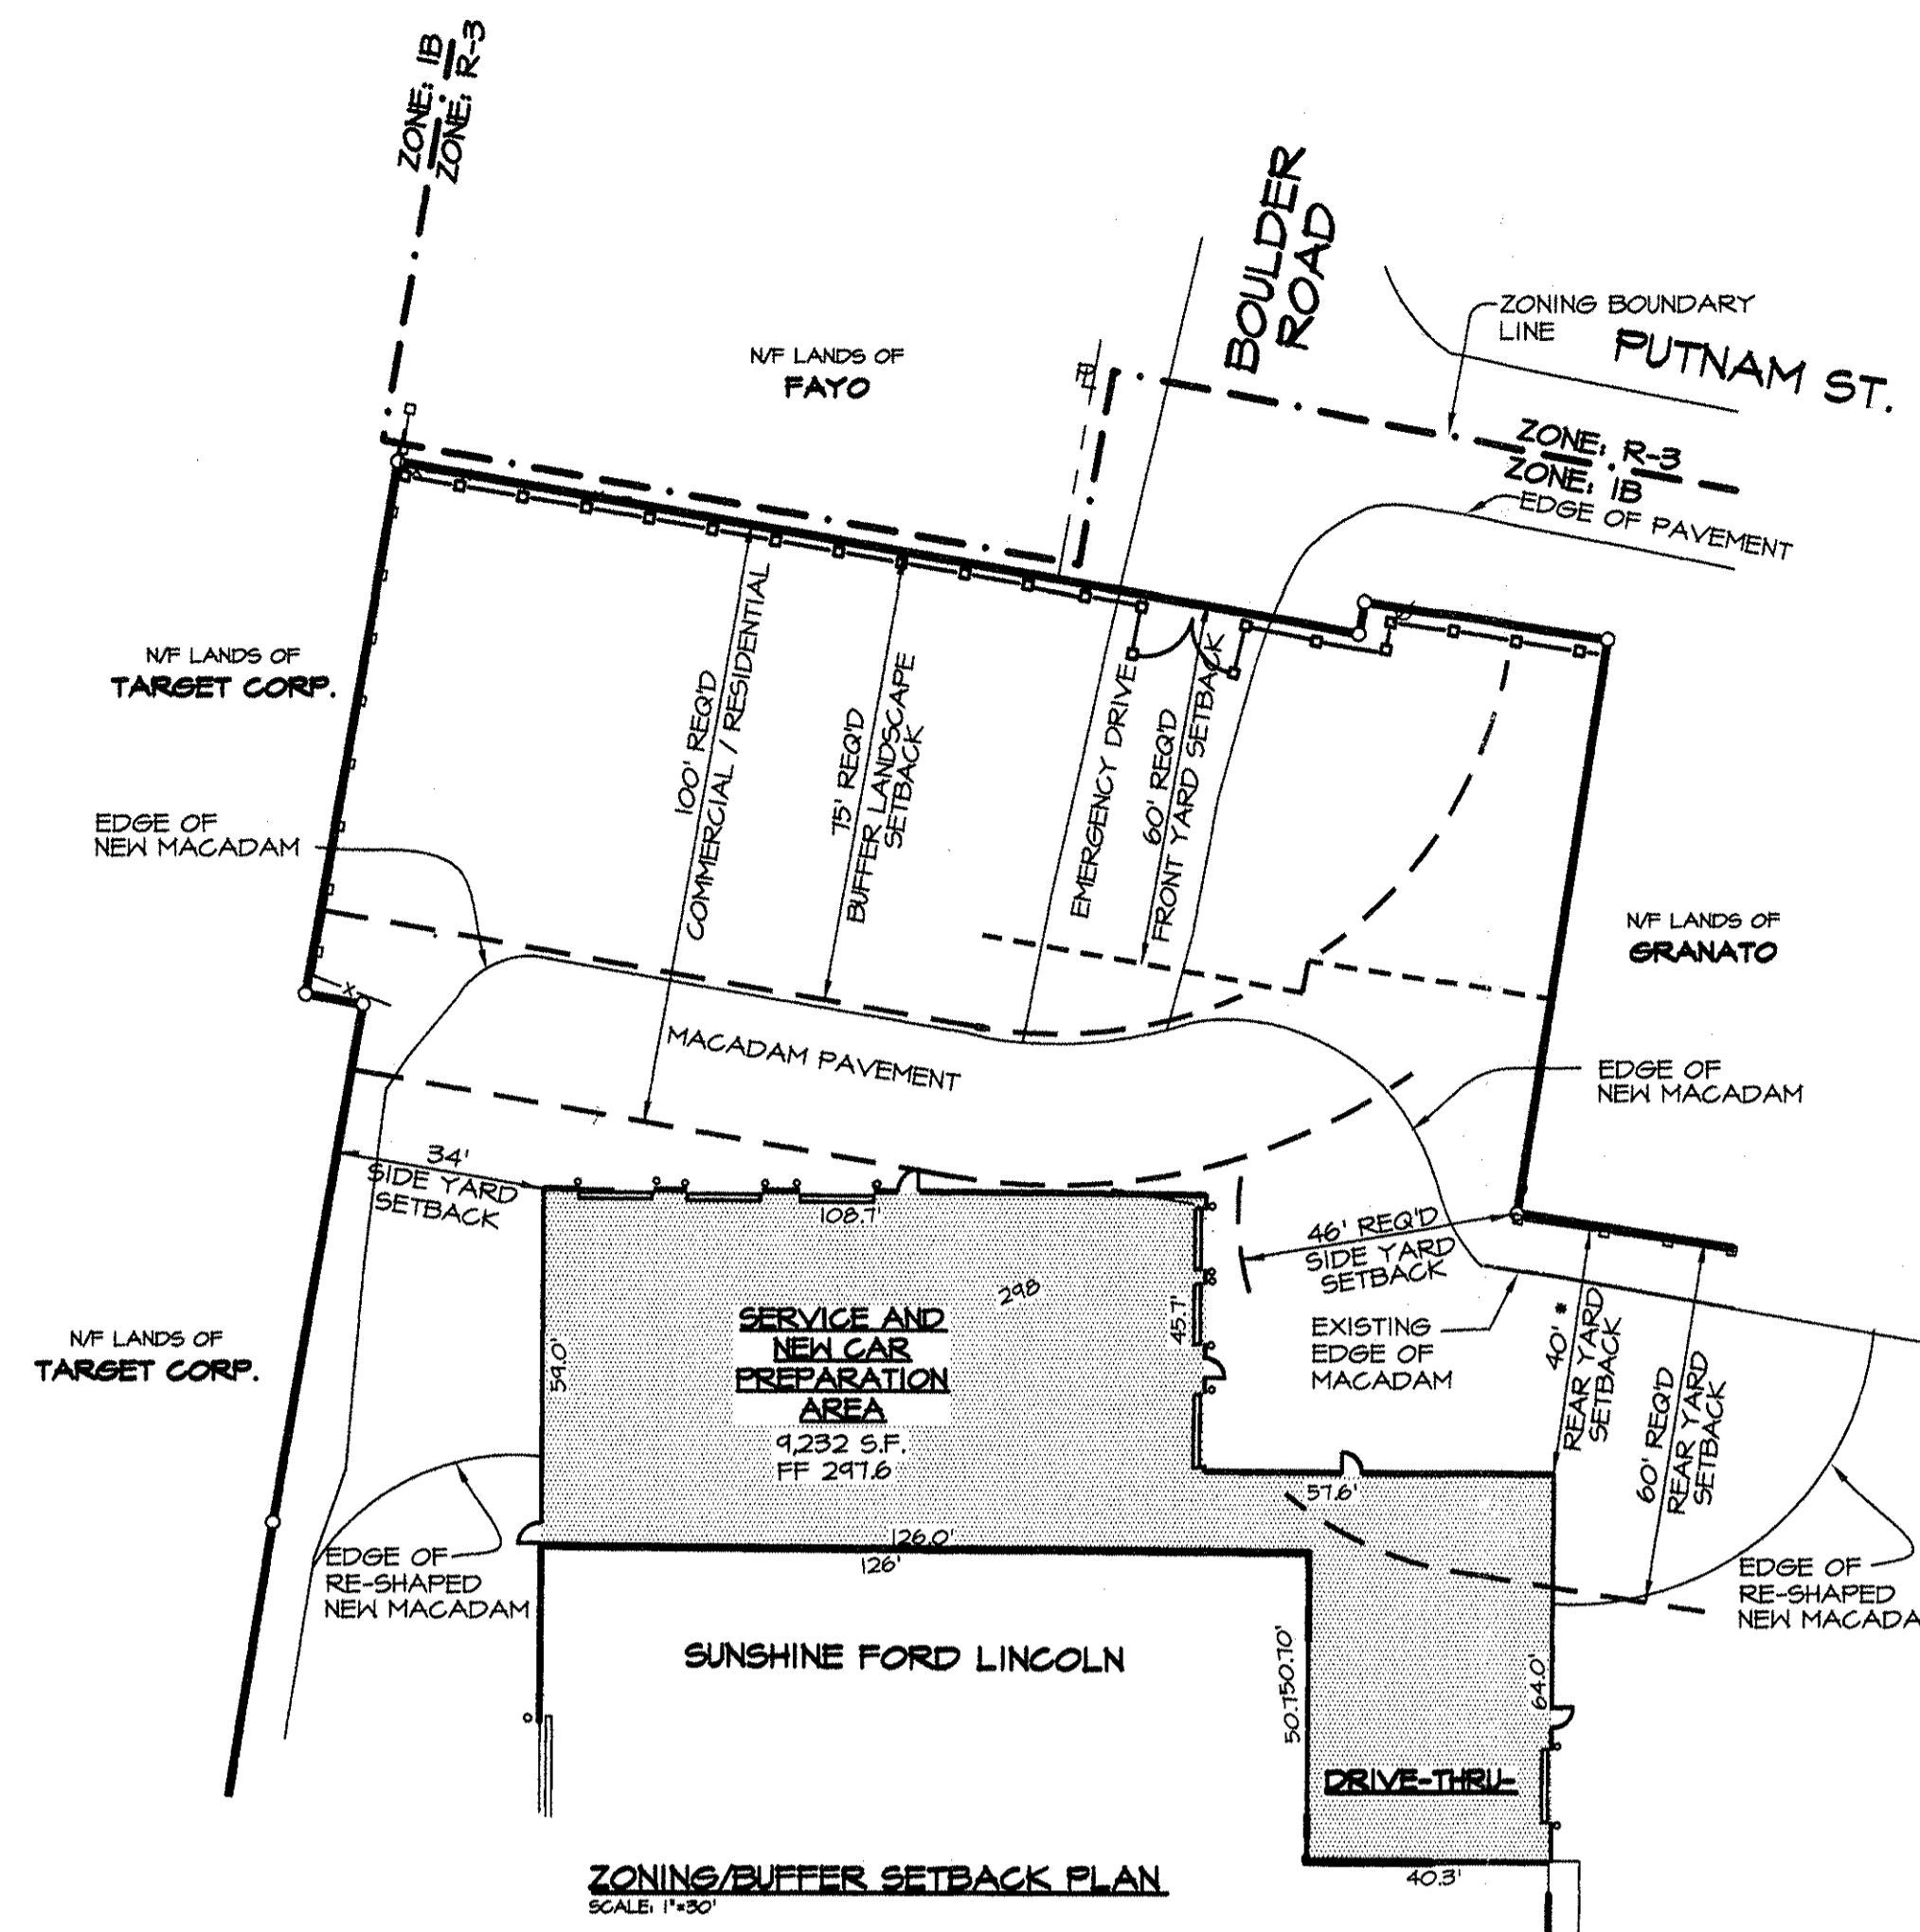 ZONE: IB
ZONE: R-3
BOULDER
ROAD
ZONING BOUNDARY
LINE
PUTNAM ST.
N/F LANDS OF
FAYO
ZONE: R-3
ZONE: IB
EDGE OF PAVEMENT
N/F LANDS OF
TARGET CORP.
100' REQ'D
COMMERCIAL / RESIDENTIAL
75' REQ'D
BUFFER LANDSCAPE
SETBACK
EMERGENCY DRIVE
60' REQ'D
FRONT YARD SETBACK
EDGE OF
NEW MACADAM
N/F LANDS OF
GRANATO
X
MACADAM PAVEMENT
EDGE OF
NEW MACADAM
34'
SIDE YARD
SETBACK
108.7'
46' REQ'D
SIDE YARD
SETBACK
298
SERVICE AND
NEW CAR
PREPARATION
AREA
9,232 S.F.
FF 297.6
59.0'
45.7'
EXISTING
EDGE OF
MACADAM
40' *
REAR YARD
SETBACK
60' REQ'D
REAR YARD
SETBACK
N/F LANDS OF
TARGET CORP.
57.6'
126.0'
126'
EDGE OF
RE-SHAPED
NEW MACADAM
EDGE OF
RE-SHAPED
NEW MACADA
SUNSHINE FORD LINCOLN
50.750.70'
64.0'
DRIVE-THRU-
40.3'
ZONING/BUFFER SETBACK PLAN
SCALE: 1"=30'